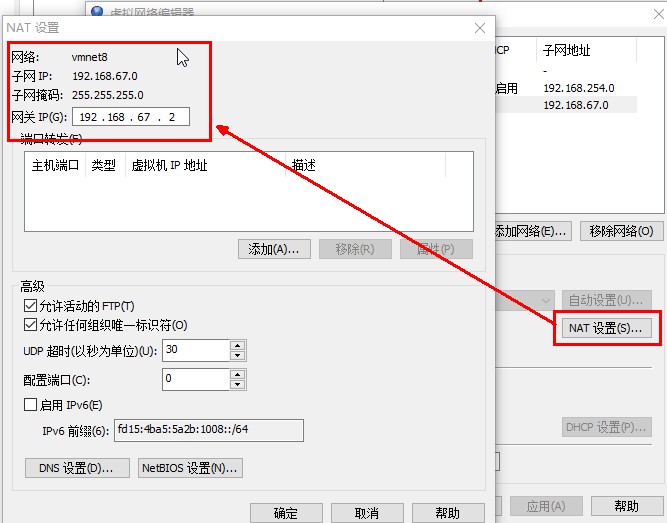 虚拟网络编辑器
NAT 设置
网络: vmnet8
子网 IP: 192.168.67.0
子网掩码: 255.255.255.0
网关 IP(G): 192 . 168 . 67 . 2
端口转发(F)
主机端口 类型 虚拟机 IP 地址 描述
添加(A)... 移除(R) 属性(P)
高级
允许活动的 FTP(T)
允许任何组织唯一标识符(O)
UDP 超时(以秒为单位)(U): 30
配置端口(C): 0
启用 IPv6(E)
IPv6 前缀(6): fd15:4ba5:5a2b:1008::/64
DNS 设置(D)... NetBIOS 设置(N)...
确定 取消 帮助
HCP 子网地址
-
启用 192.168.254.0
192.168.67.0
添加网络(E)... 移除网络(O)
自动设置(U)...
NAT 设置(S)...
DHCP 设置(P)...
应用(A) 帮助